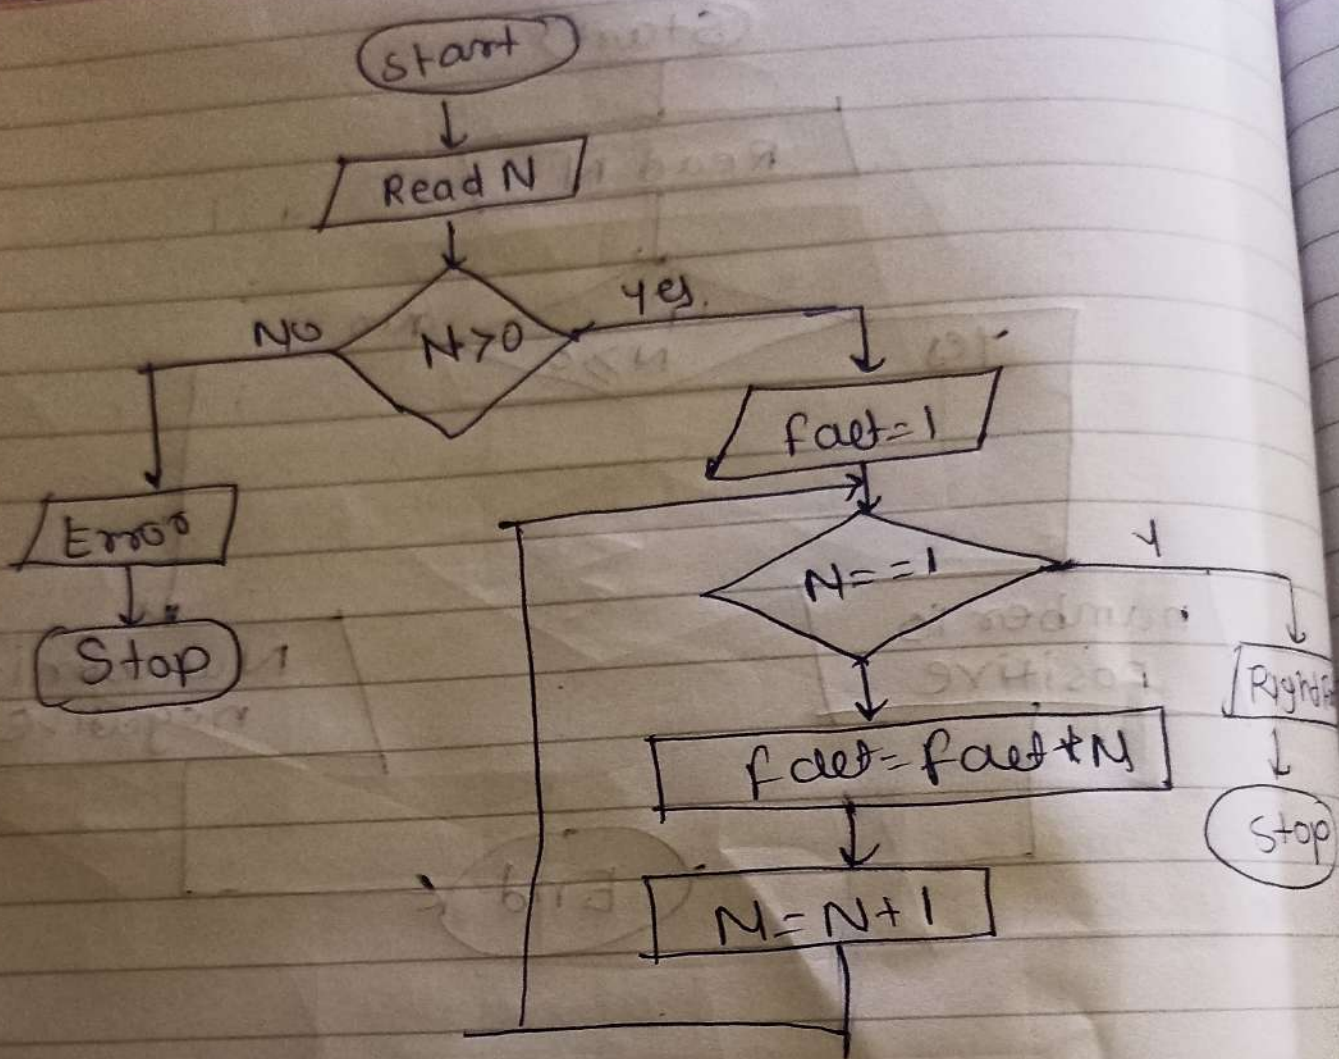 Start
Read N
N>0
NO
yes
fact=1
Error
Stop
N==1
Y
fact=fact*N
Stop
N=N+1